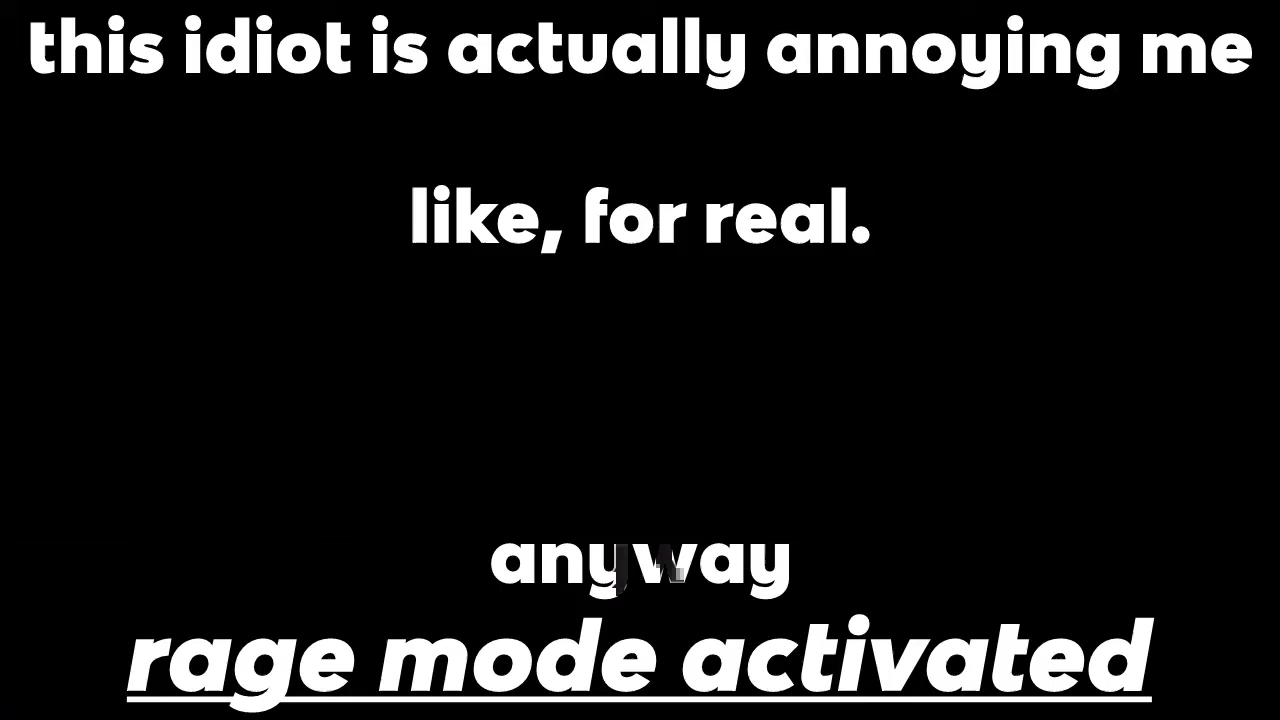 this idiot is actually annoying me
like, for real.
anyway
rage mode activated